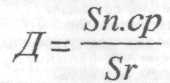 Д = Sn.cp
Sr